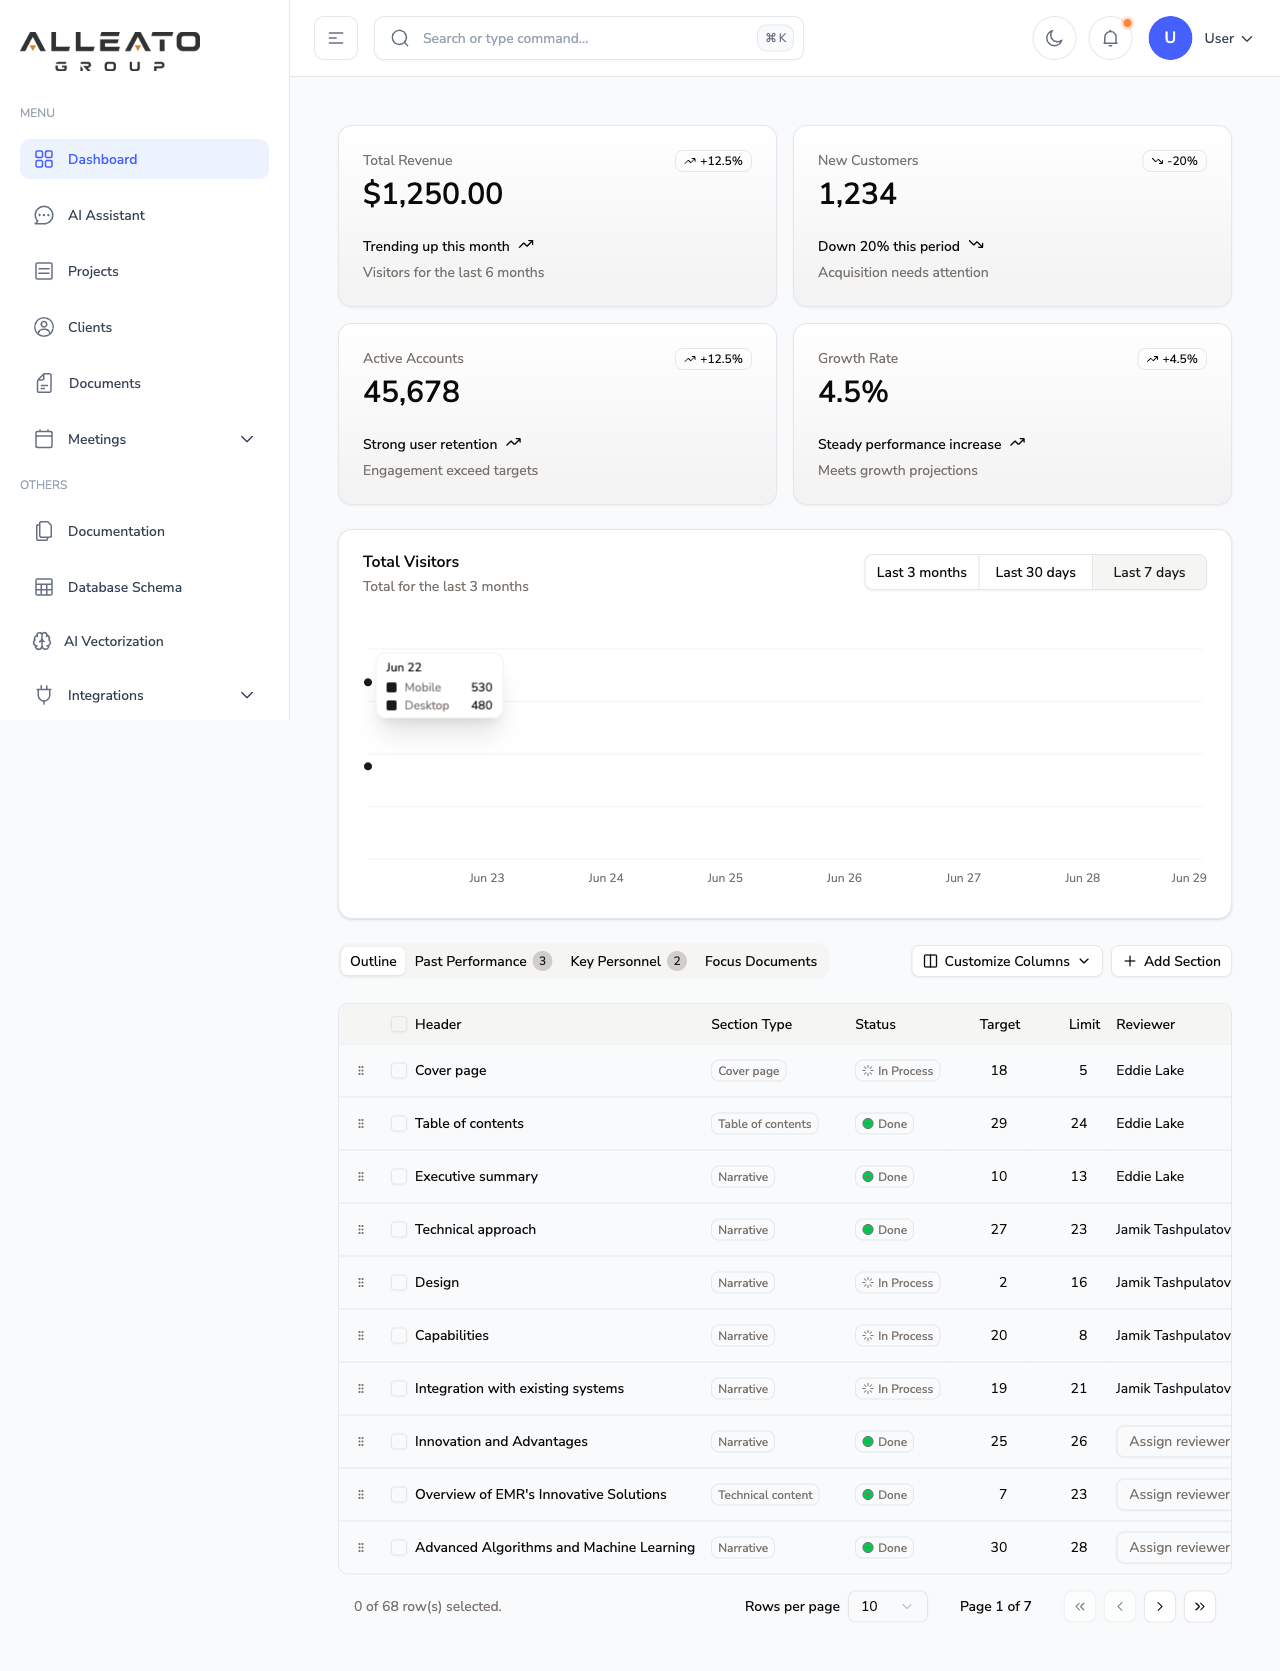 ALLEATO
GROUP
Search or type command...
⌘ K
U
User
MENU
Dashboard
AI Assistant
Projects
Clients
Documents
Meetings
OTHERS
Documentation
Database Schema
AI Vectorization
Integrations
Total Revenue
+12.5%
$1,250.00
Trending up this month
Visitors for the last 6 months
New Customers
-20%
1,234
Down 20% this period
Acquisition needs attention
Active Accounts
+12.5%
45,678
Strong user retention
Engagement exceed targets
Growth Rate
+4.5%
4.5%
Steady performance increase
Meets growth projections
Total Visitors
Total for the last 3 months
Last 3 months Last 30 days Last 7 days
Jun 22
Mobile 530
Desktop 480
Jun 23 Jun 24 Jun 25 Jun 26 Jun 27 Jun 28 Jun 29
Outline Past Performance 3 Key Personnel 2 Focus Documents Customize Columns Add Section
Header Section Type Status Target Limit Reviewer
Cover page Cover page In Process 18 5 Eddie Lake
Table of contents Table of contents Done 29 24 Eddie Lake
Executive summary Narrative Done 10 13 Eddie Lake
Technical approach Narrative Done 27 23 Jamik Tashpulatov
Design Narrative In Process 2 16 Jamik Tashpulatov
Capabilities Narrative In Process 20 8 Jamik Tashpulatov
Integration with existing systems Narrative In Process 19 21 Jamik Tashpulatov
Innovation and Advantages Narrative Done 25 26 Assign reviewer
Overview of EMR's Innovative Solutions Technical content Done 7 23 Assign reviewer
Advanced Algorithms and Machine Learning Narrative Done 30 28 Assign reviewer
0 of 68 row(s) selected. Rows per page 10 Page 1 of 7